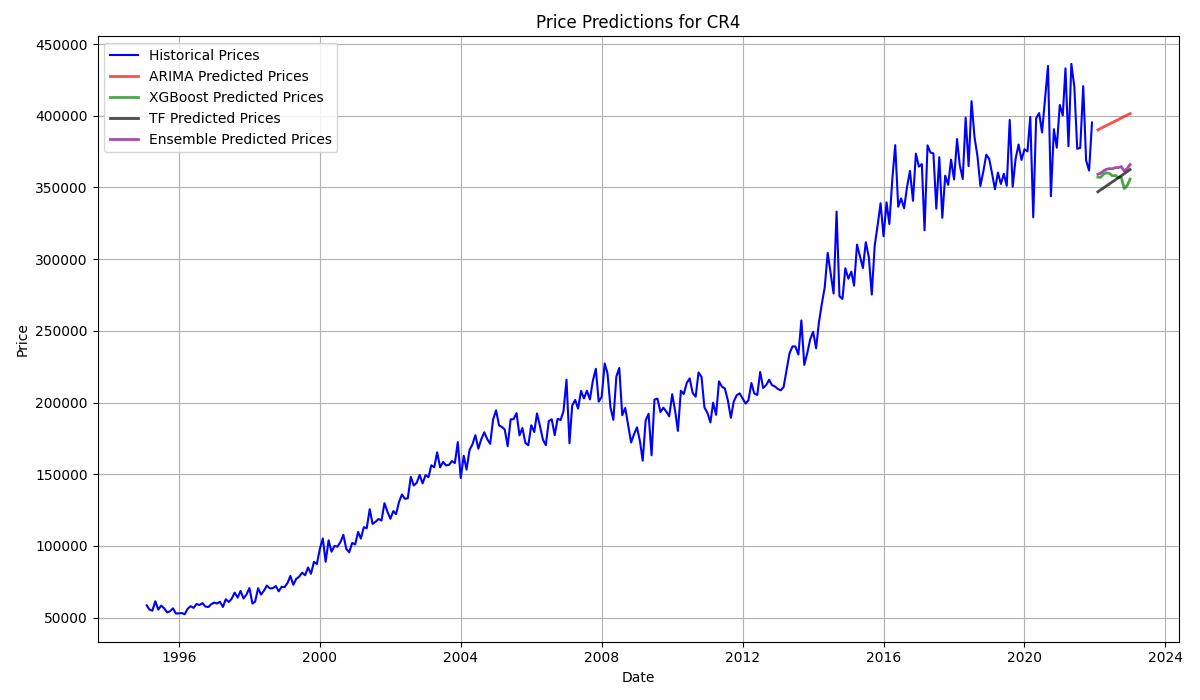 Price Predictions for CR4
450000
400000
350000
300000
250000
200000
150000
100000
50000
Price
Historical Prices
ARIMA Predicted Prices
XGBoost Predicted Prices
TF Predicted Prices
Ensemble Predicted Prices
1996 2000 2004 2008 2012 2016 2020 2024
Date